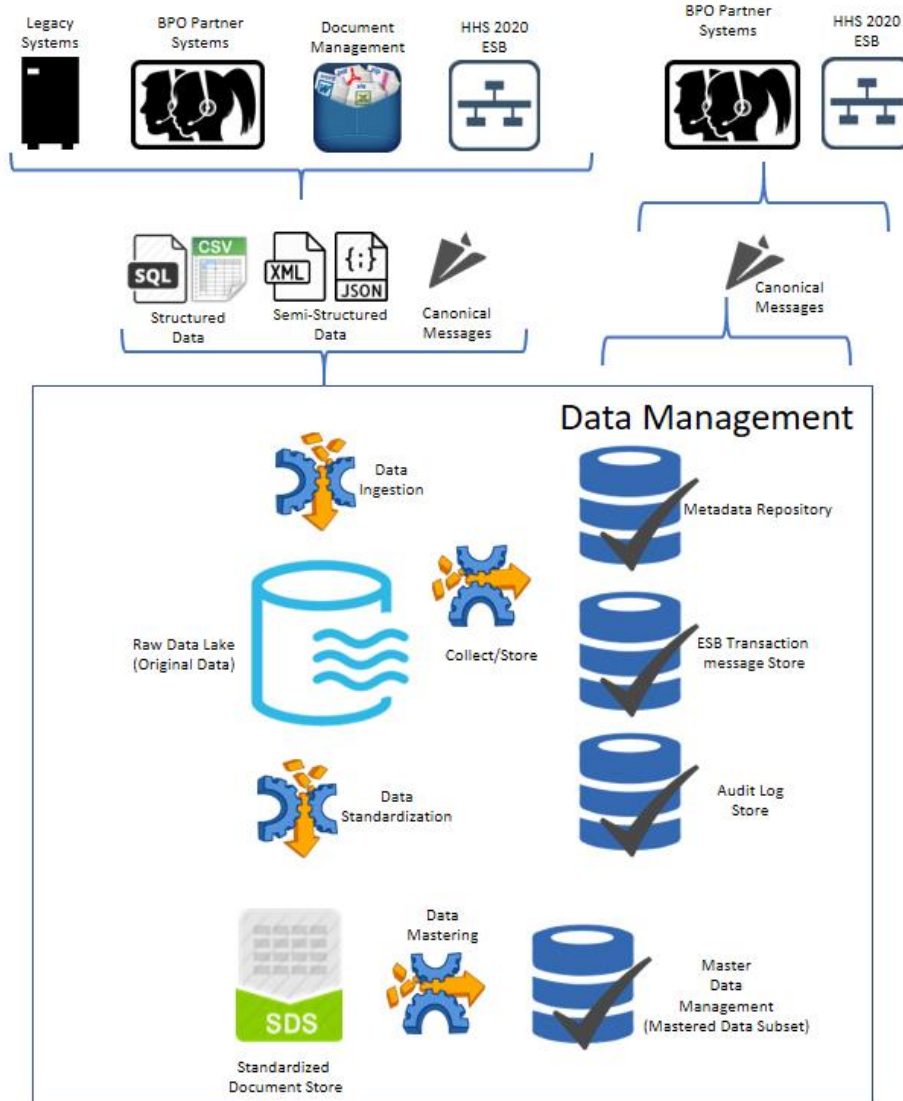 Legacy
Systems
BPO Partner
Systems
Document
Management
HHS 2020
ESB
BPO Partner
Systems
HHS 2020
ESB
SQL
CSV
Structured
Data
XML
{;}
JSON
Semi-Structured
Data
Canonical
Messages
Canonical
Messages
Data Management
Data
Ingestion
Metadata Repository
Raw Data Lake
(Original Data)
Collect/Store
ESB Transaction
message Store
Data
Standardization
Audit Log
Store
SDS
Standardized
Document Store
Data
Mastering
Master
Data
Management
(Mastered Data Subset)